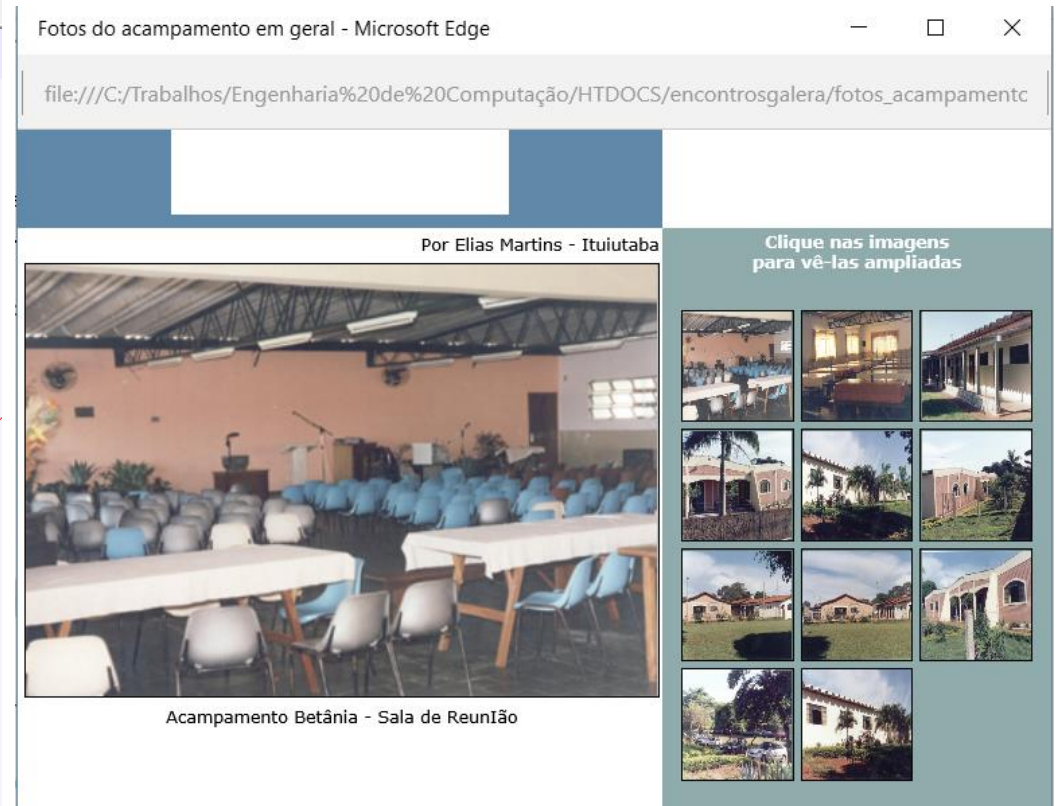 Fotos do acampamento em geral - Microsoft Edge
file:///C:/Trabalhos/Engenharia%20de%20Computação/HTDOCS/encontrosgalera/fotos_acampamento
Por Elias Martins - Ituiutaba
Clique nas imagens
para vê-las ampliadas
Acampamento Betânia - Sala de ReunIão